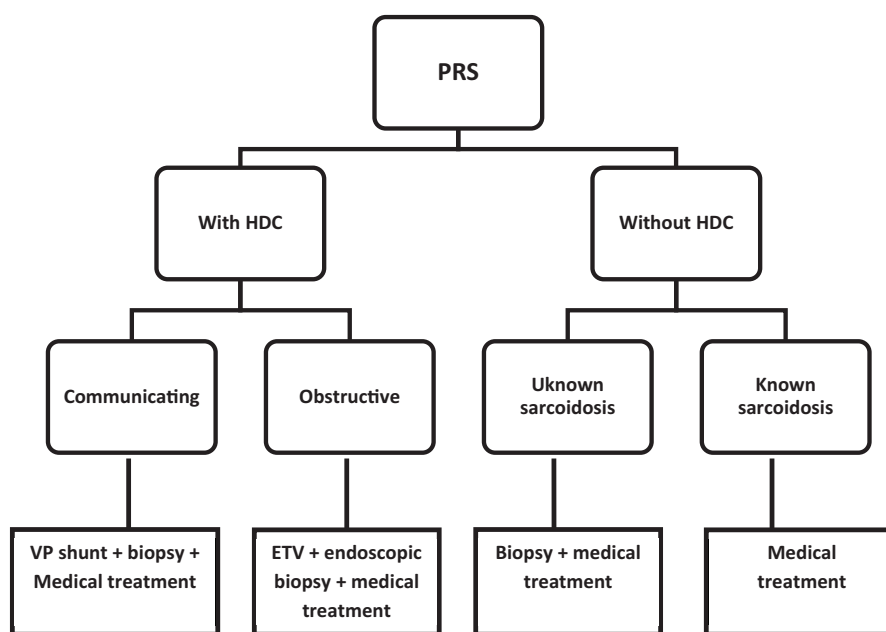 PRS
With HDC
Without HDC
Communicating
Obstructive
Uknown
sarcoidosis
Known
sarcoidosis
VP shunt + biopsy +
Medical treatment
ETV + endoscopic
biopsy + medical
treatment
Biopsy + medical
treatment
Medical
treatment